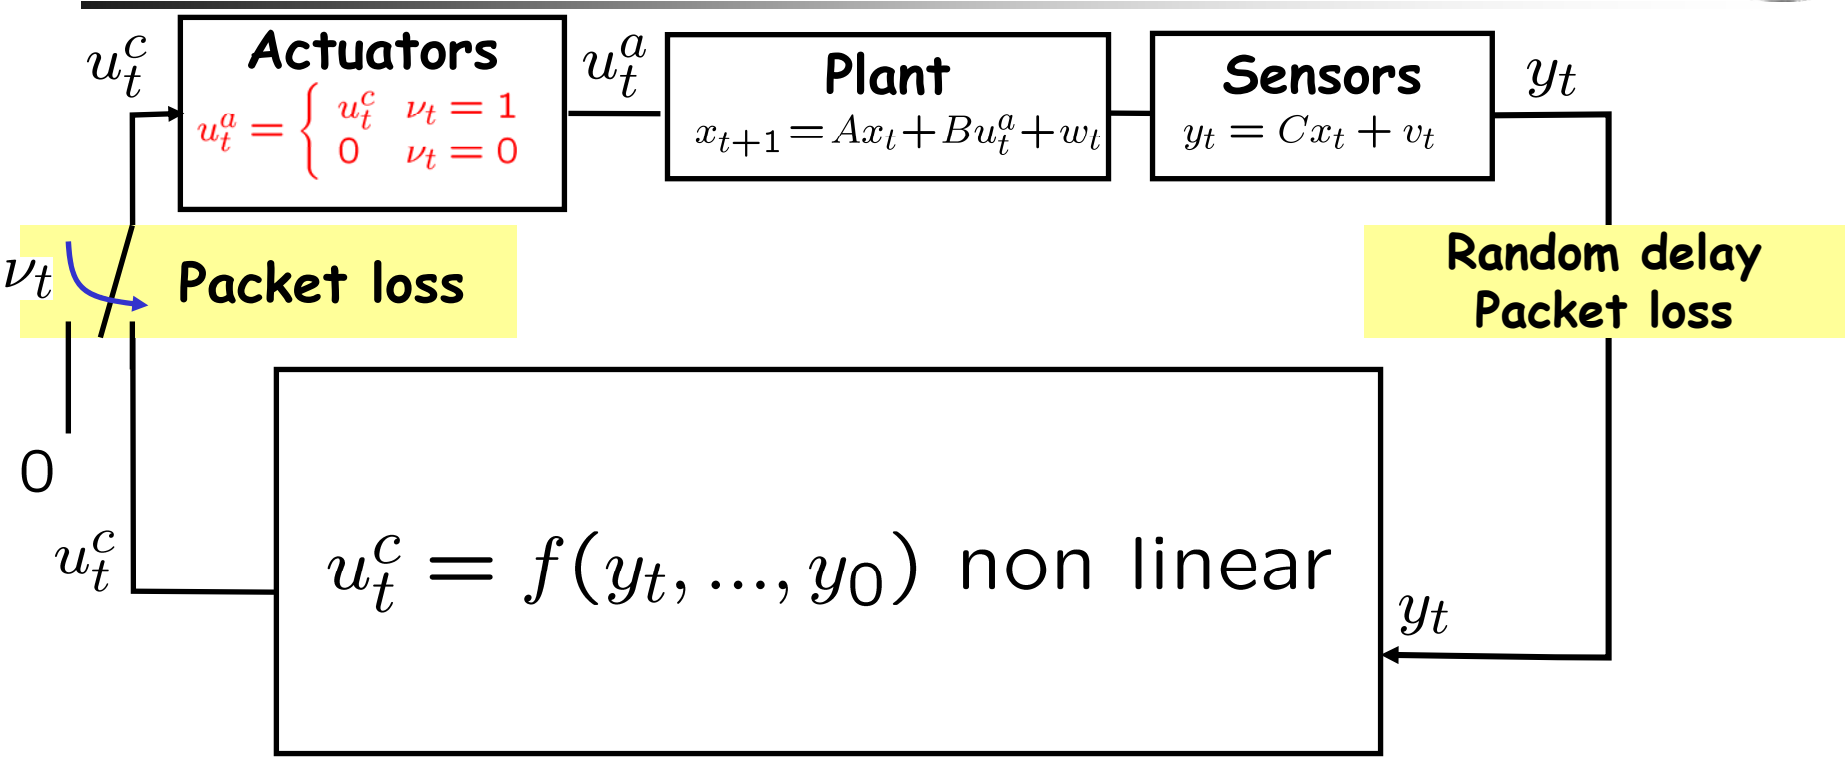 u_t^c
Actuators
u_t^a = { u_t^c ν_t = 1
0 ν_t = 0
u_t^a
Plant
x_{t+1} = Ax_t + Bu_t^a + w_t
Sensors
y_t = Cx_t + v_t
y_t
ν_t
Packet loss
Random delay
Packet loss
0
u_t^c
u_t^c = f(y_t, ..., y_0) non linear
y_t